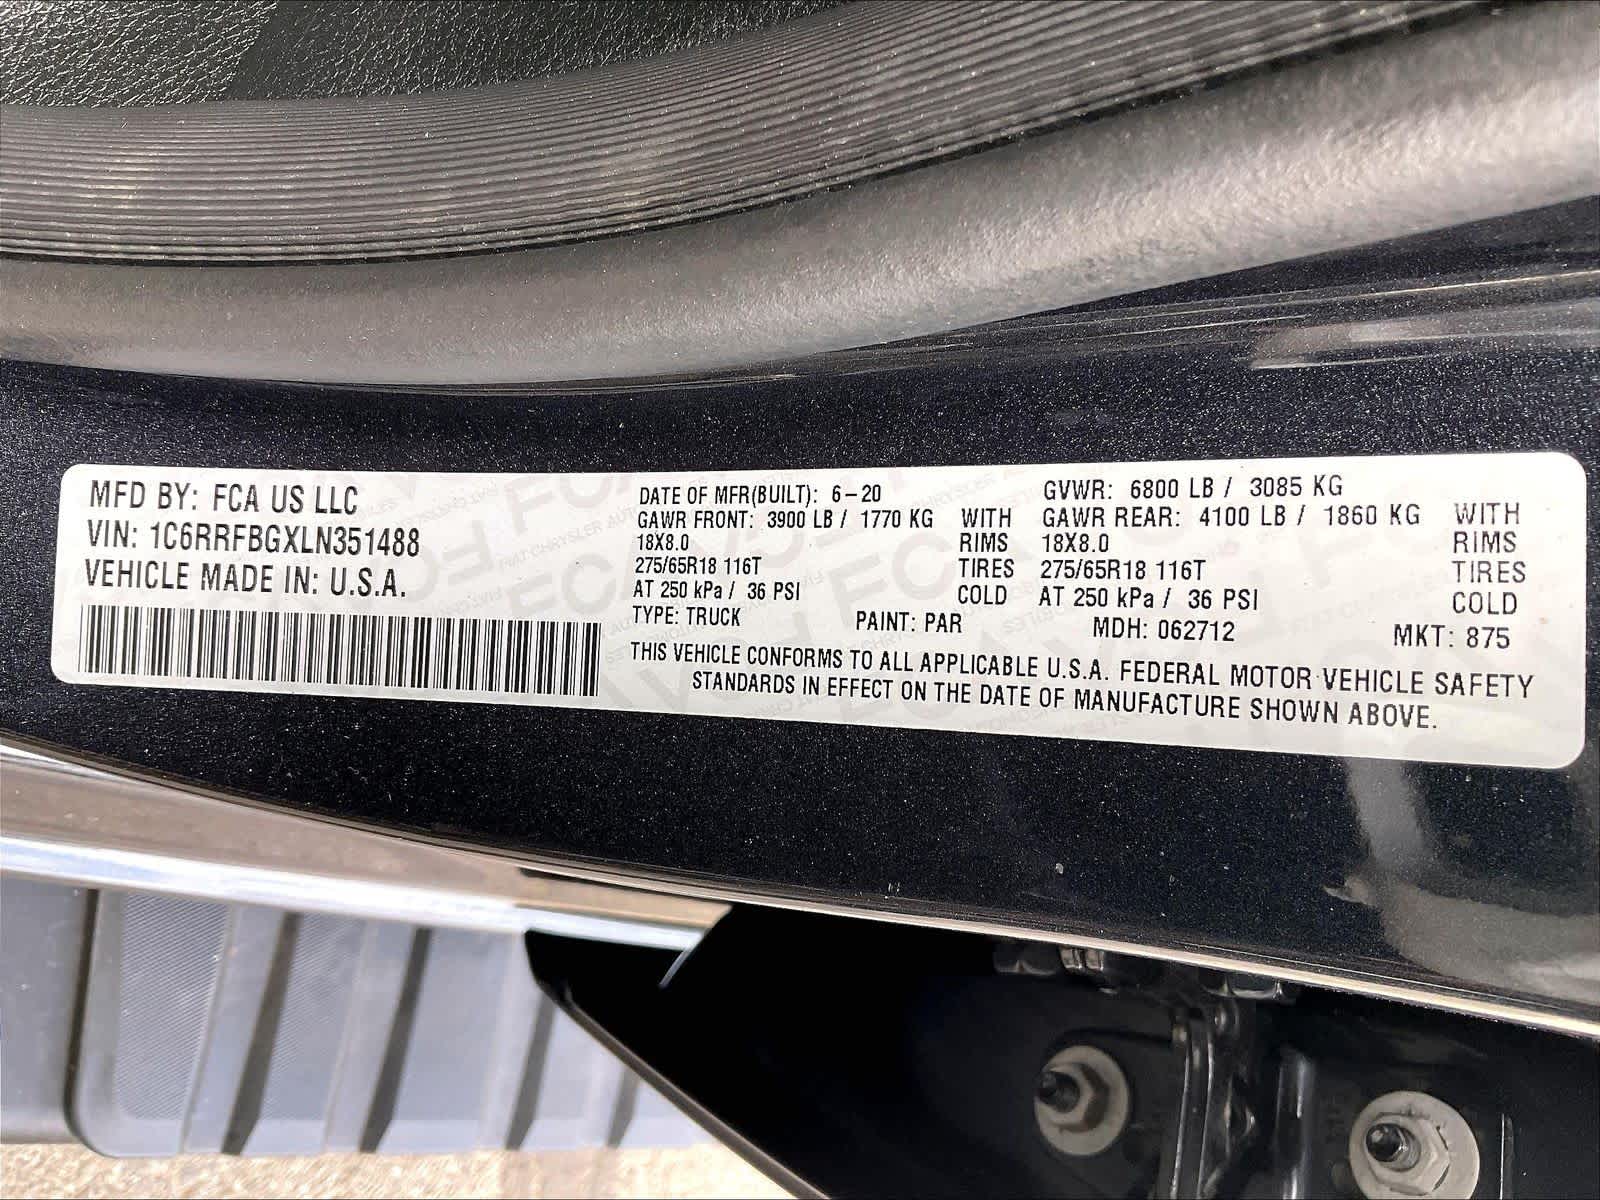 MFD BY: FCA US LLC
VIN: 1C6RRFBGXLN351488
VEHICLE MADE IN: U.S.A.
DATE OF MFR(BUILT): 6-20 GVWR: 6800 LB / 3085 KG
GAWR FRONT: 3900 LB / 1770 KG WITH GAWR REAR: 4100 LB / 1860 KG WITH
18X8.0 RIMS 18X8.0 RIMS
275/65R18 116T TIRES 275/65R18 116T TIRES
AT 250 kPa / 36 PSI COLD AT 250 kPa / 36 PSI COLD
TYPE: TRUCK PAINT: PAR MDH: 062712 MKT: 875
THIS VEHICLE CONFORMS TO ALL APPLICABLE U.S.A. FEDERAL MOTOR VEHICLE SAFETY
STANDARDS IN EFFECT ON THE DATE OF MANUFACTURE SHOWN ABOVE.